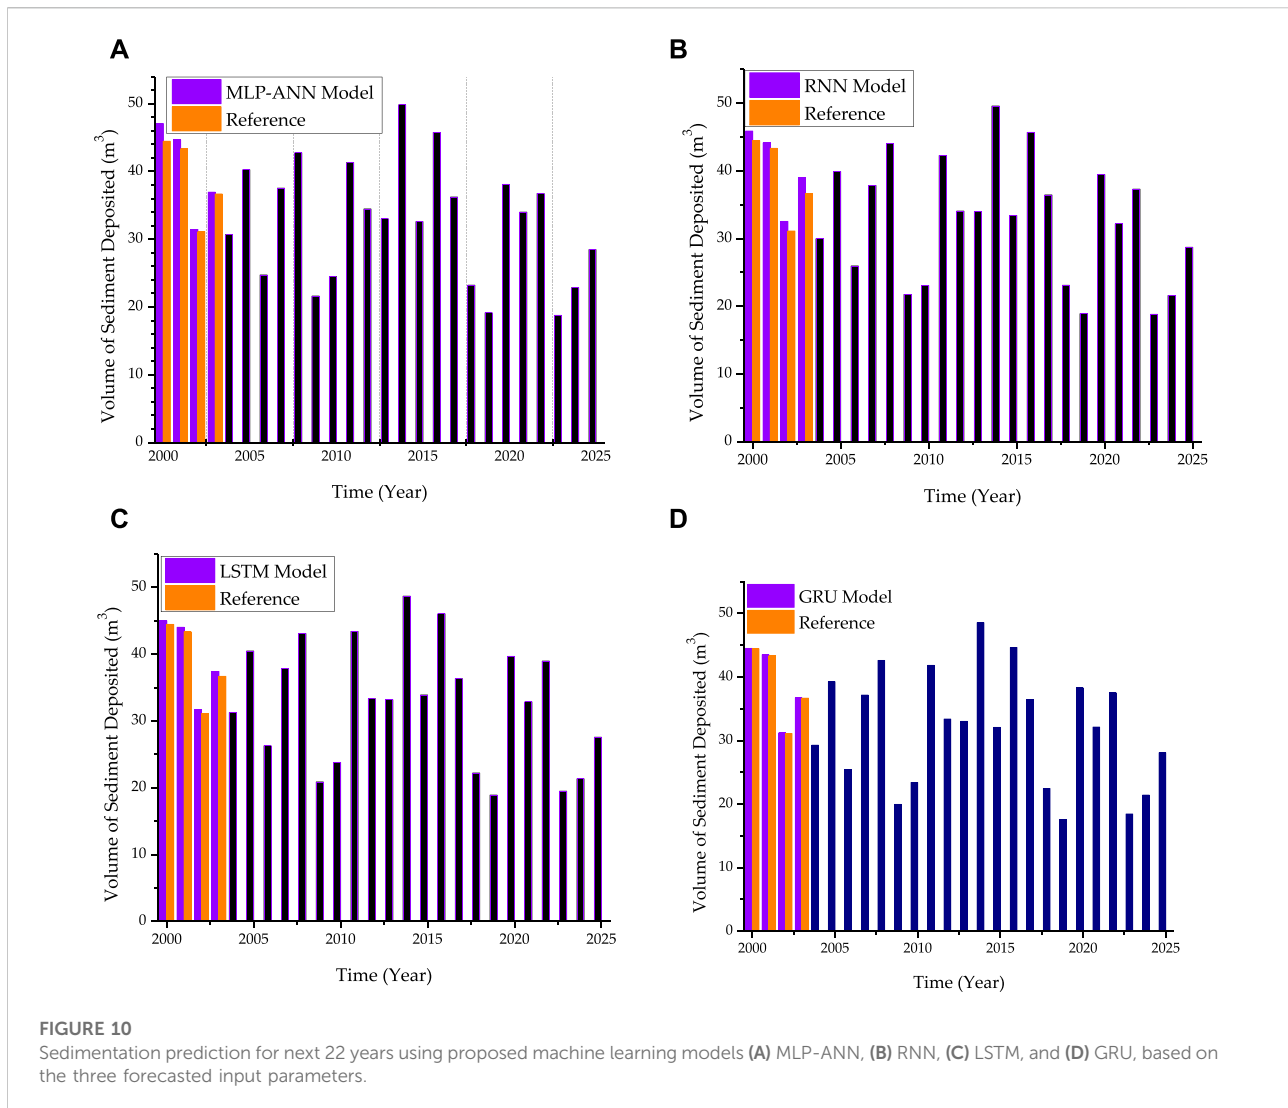 A
MLP-ANN Model
Reference
Volume of Sediment Deposited (m³)
50
40
30
20
10
0
2000 2005 2010 2015 2020 2025
Time (Year)
B
RNN Model
Reference
Volume of Sediment Deposited (m³)
50
40
30
20
10
0
2000 2005 2010 2015 2020 2025
Time (Year)
C
LSTM Model
Reference
Volume of Sediment Deposited (m³)
50
40
30
20
10
0
2000 2005 2010 2015 2020 2025
Time (Year)
D
GRU Model
Reference
Volume of Sediment Deposited (m³)
50
40
30
20
10
0
2000 2005 2010 2015 2020 2025
Time (Year)
FIGURE 10
Sedimentation prediction for next 22 years using proposed machine learning models (A) MLP-ANN, (B) RNN, (C) LSTM, and (D) GRU, based on
the three forecasted input parameters.